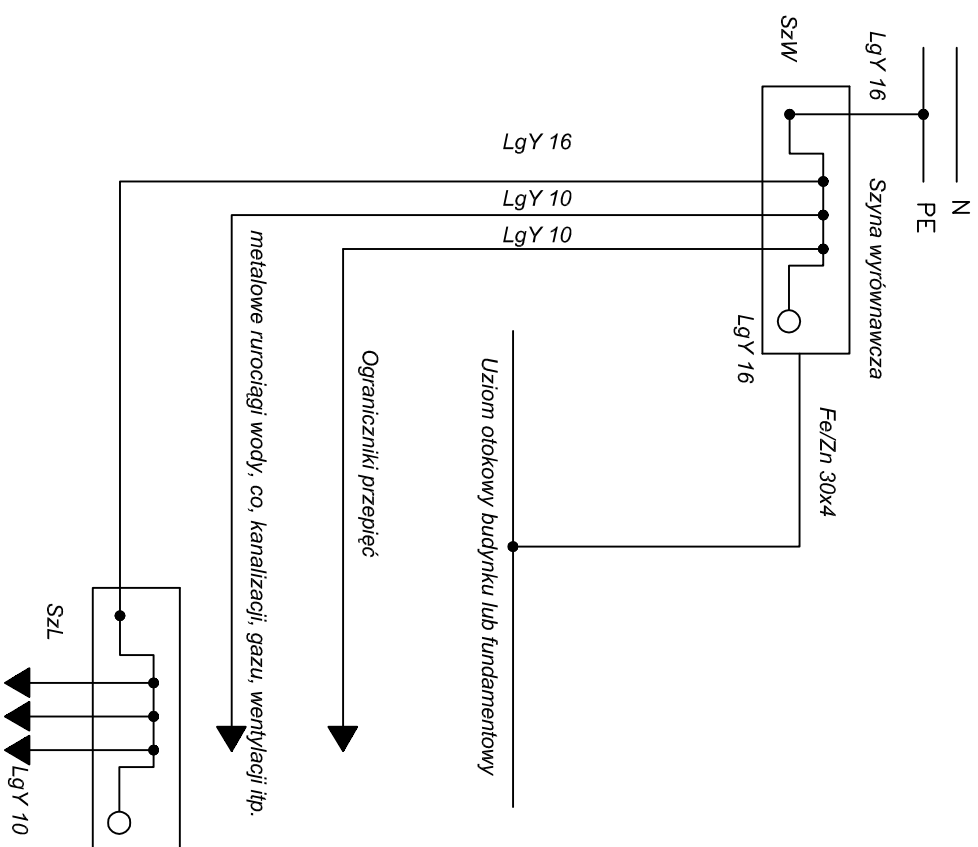 N
PE
LgY 16
SzW
Szyna wyrównawcza
LgY 16
LgY 10
LgY 10
LgY 16
Fe/Zn 30x4
Uziom otokowy budynku lub fundamentowy
Ograniczniki przepięć
metalowe rurociągi wody, co, kanalizacji, gazu, wentylacji itp.
SzL
LgY 10